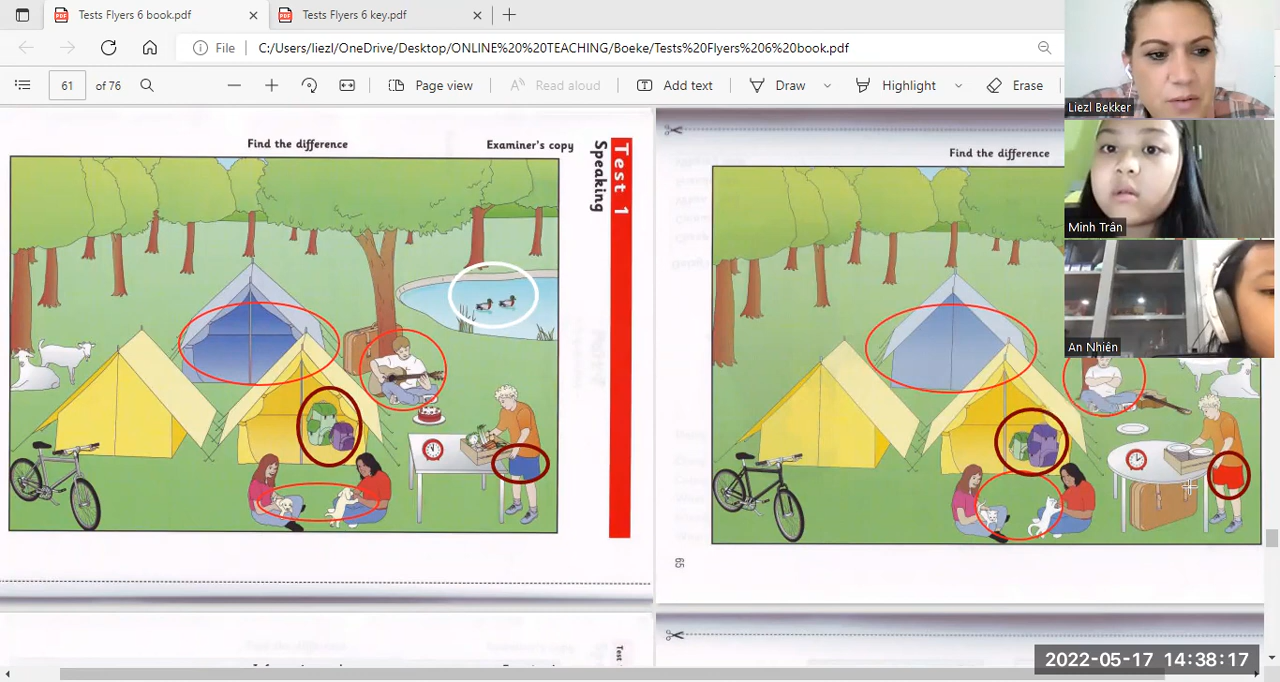 Tests Flyers 6 book.pdf
Tests Flyers 6 key.pdf
File
C:/Users/liezl/OneDrive/Desktop/ONLINE%20%20TEACHING/Boeke/Tests%20Flyers%206%20book.pdf
61 of 76
Page view
Read aloud
Add text
Draw
Highlight
Erase
Liezl Bekker
Minh Trân
An Nhiên
Find the difference
Examiner's copy
Test 1
Speaking
Find the difference
65
Test
2022-05-17 14:38:17